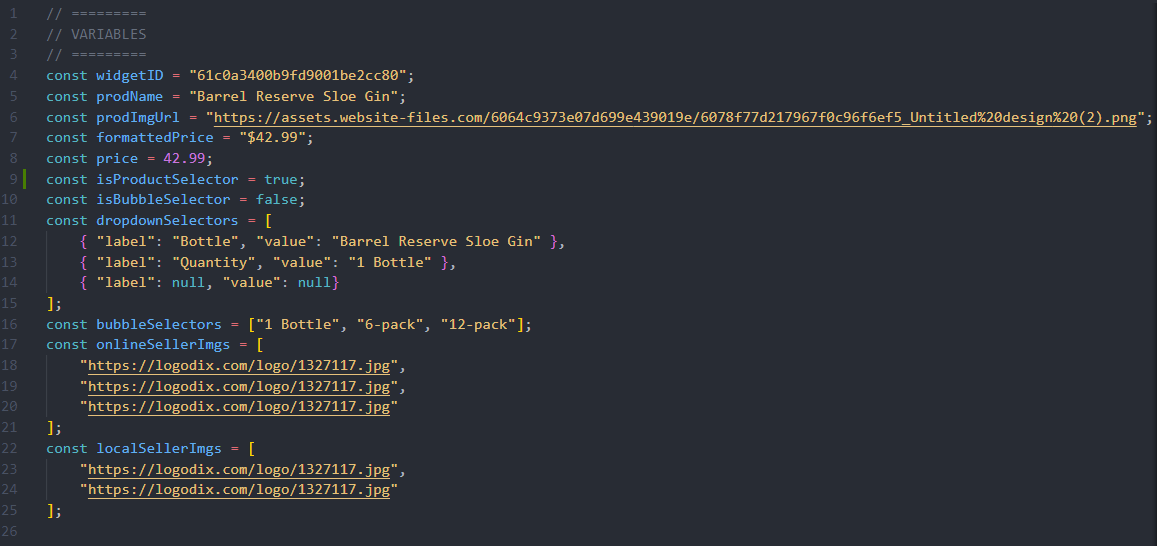 1 // =========
2 // VARIABLES
3 // =========
4 const widgetID = "61c0a3400b9fd9001be2cc80";
5 const prodName = "Barrel Reserve Sloe Gin";
6 const prodImgUrl = "https://assets.website-files.com/6064c9373e07d699e439019e/6078f77d217967f0c96f6ef5_Untitled%20design%20(2).png";
7 const formattedPrice = "$42.99";
8 const price = 42.99;
9 const isProductSelector = true;
10 const isBubbleSelector = false;
11 const dropdownSelectors = [
12 { "label": "Bottle", "value": "Barrel Reserve Sloe Gin" },
13 { "label": "Quantity", "value": "1 Bottle" },
14 { "label": null, "value": null}
15 ];
16 const bubbleSelectors = ["1 Bottle", "6-pack", "12-pack"];
17 const onlineSellerImgs = [
18 "https://logodix.com/logo/1327117.jpg",
19 "https://logodix.com/logo/1327117.jpg",
20 "https://logodix.com/logo/1327117.jpg"
21 ];
22 const localSellerImgs = [
23 "https://logodix.com/logo/1327117.jpg",
24 "https://logodix.com/logo/1327117.jpg"
25 ];
26